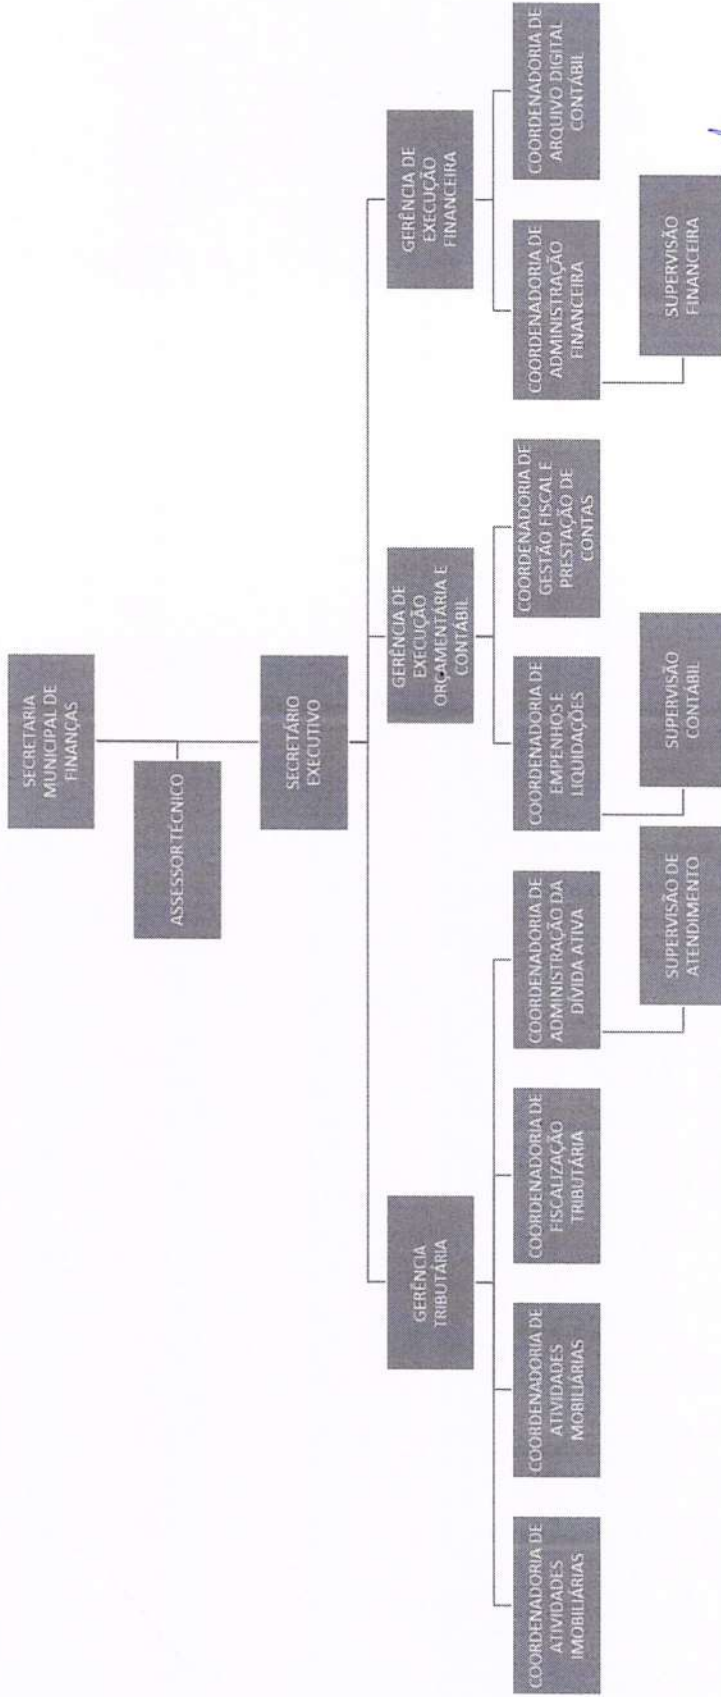 SECRETARIA
MUNICIPAL DE
FINANÇAS
ASSESSOR TÉCNICO
SECRETÁRIO
EXECUTIVO
GERÊNCIA
TRIBUTÁRIA
GERÊNCIA DE
EXECUÇÃO
ORÇAMENTÁRIA E
CONTÁBIL
GERÊNCIA DE
EXECUÇÃO
FINANCEIRA
COORDENADORIA DE
ATIVIDADES
IMOBILIÁRIAS
COORDENADORIA DE
ATIVIDADES
MOBILIÁRIAS
COORDENADORIA DE
FISCALIZAÇÃO
TRIBUTÁRIA
COORDENADORIA DE
ADMINISTRAÇÃO DA
DÍVIDA ATIVA
COORDENADORIA DE
EMPENHOS E
LIQUIDAÇÕES
COORDENADORIA DE
GESTÃO FISCAL E
PRESTAÇÃO DE
CONTAS
COORDENADORIA DE
ADMINISTRAÇÃO
FINANCEIRA
COORDENADORIA DE
ARQUIVO DIGITAL
CONTÁBIL
SUPERVISÃO DE
ATENDIMENTO
SUPERVISÃO
CONTÁBIL
SUPERVISÃO
FINANCEIRA